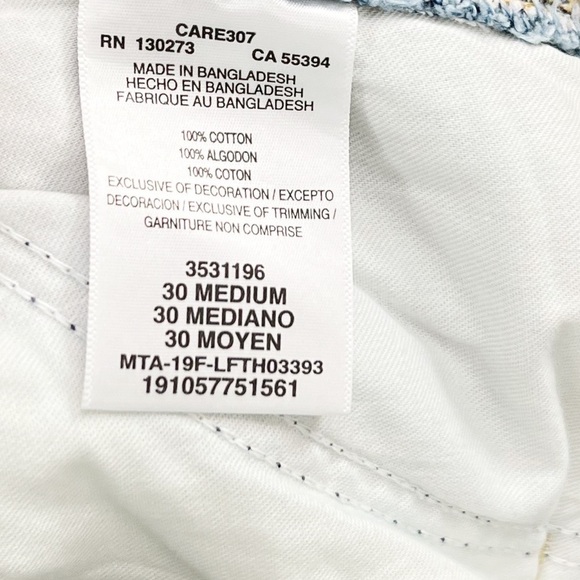 CARE307
RN 130273 CA 55394
MADE IN BANGLADESH
HECHO EN BANGLADESH
FABRIQUE AU BANGLADESH
100% COTTON
100% ALGODON
100% COTON
EXCLUSIVE OF DECORATION / EXCEPTO
DECORACION / EXCLUSIVE OF TRIMMING /
GARNITURE NON COMPRISE
3531196
30 MEDIUM
30 MEDIANO
30 MOYEN
MTA-19F-LFTH03393
191057751561